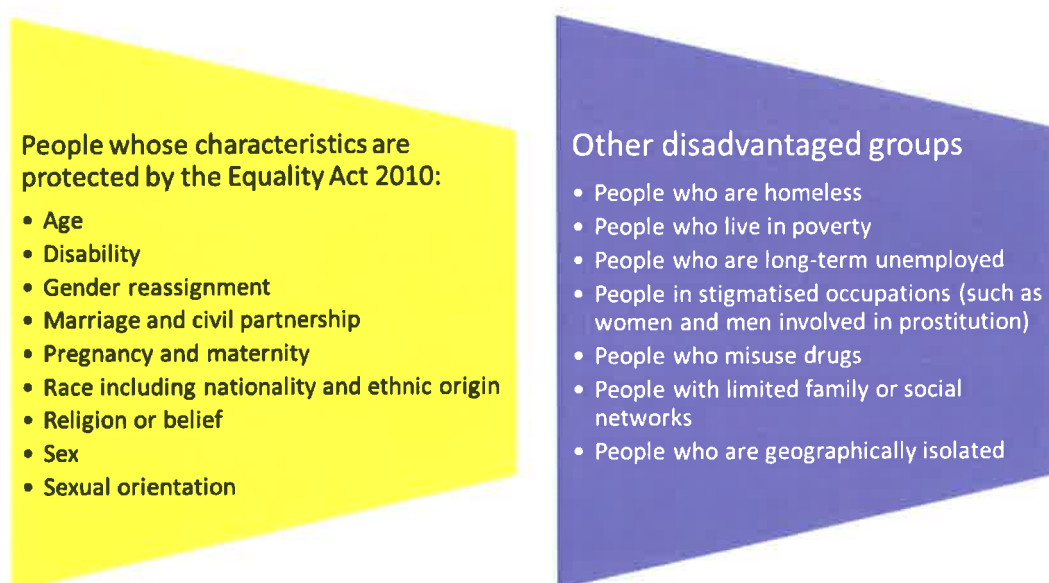 People whose characteristics are
protected by the Equality Act 2010:
• Age
• Disability
• Gender reassignment
• Marriage and civil partnership
• Pregnancy and maternity
• Race including nationality and ethnic origin
• Religion or belief
• Sex
• Sexual orientation
Other disadvantaged groups
• People who are homeless
• People who live in poverty
• People who are long-term unemployed
• People in stigmatised occupations (such as
women and men involved in prostitution)
• People who misuse drugs
• People with limited family or social
networks
• People who are geographically isolated